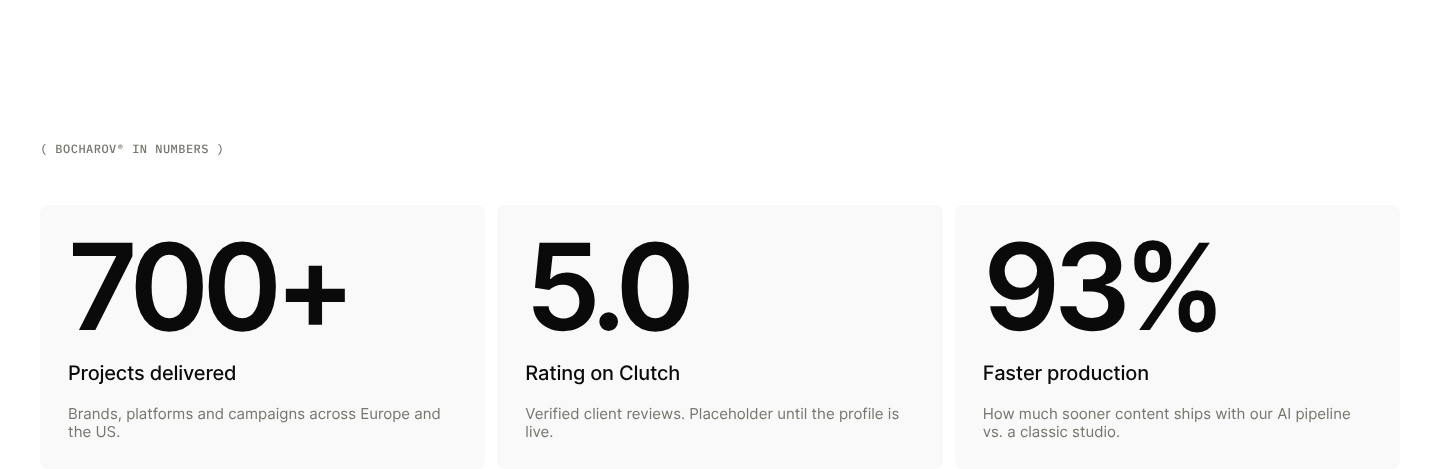 ( BOCHAROV® IN NUMBERS )
700+
Projects delivered
Brands, platforms and campaigns across Europe and
the US.
5.0
Rating on Clutch
Verified client reviews. Placeholder until the profile is
live.
93%
Faster production
How much sooner content ships with our AI pipeline
vs. a classic studio.